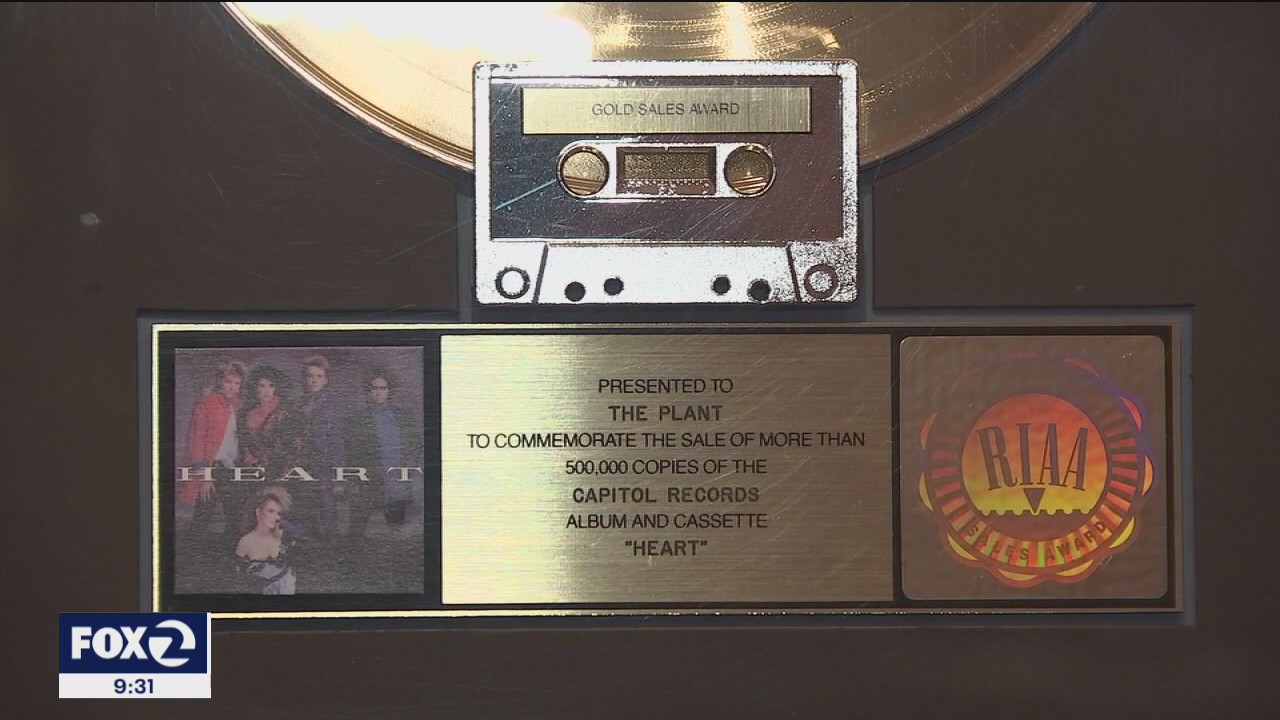 GOLD SALES AWARD
HEART
PRESENTED TO
THE PLANT
TO COMMEMORATE THE SALE OF MORE THAN
500,000 COPIES OF THE
CAPITOL RECORDS
ALBUM AND CASSETTE
"HEART"
RIAA
SALES AWARD
FOX 2
9:31